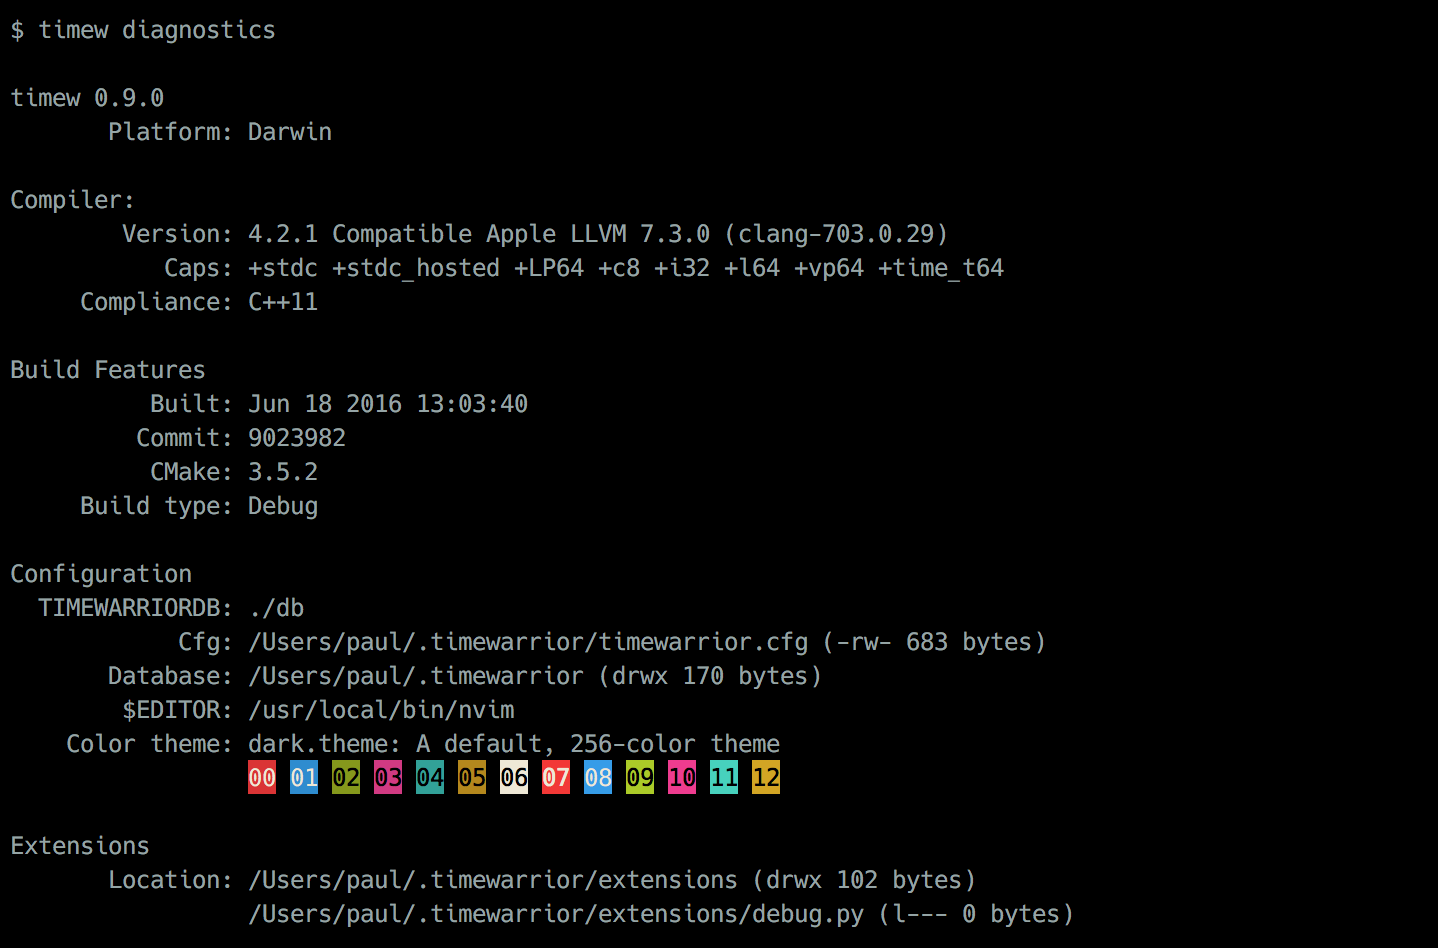 $ timew diagnostics
timew 0.9.0
Platform: Darwin
Compiler:
Version: 4.2.1 Compatible Apple LLVM 7.3.0 (clang-703.0.29)
Caps: +stdc +stdc_hosted +LP64 +c8 +i32 +l64 +vp64 +time_t64
Compliance: C++11
Build Features
Built: Jun 18 2016 13:03:40
Commit: 9023982
CMake: 3.5.2
Build type: Debug
Configuration
TIMEWARRIORDB: ./db
Cfg: /Users/paul/.timewarrior/timewarrior.cfg (-rw- 683 bytes)
Database: /Users/paul/.timewarrior (drwx 170 bytes)
$EDITOR: /usr/local/bin/nvim
Color theme: dark.theme: A default, 256-color theme
00 01 02 03 04 05 06 07 08 09 10 11 12
Extensions
Location: /Users/paul/.timewarrior/extensions (drwx 102 bytes)
/Users/paul/.timewarrior/extensions/debug.py (l--- 0 bytes)